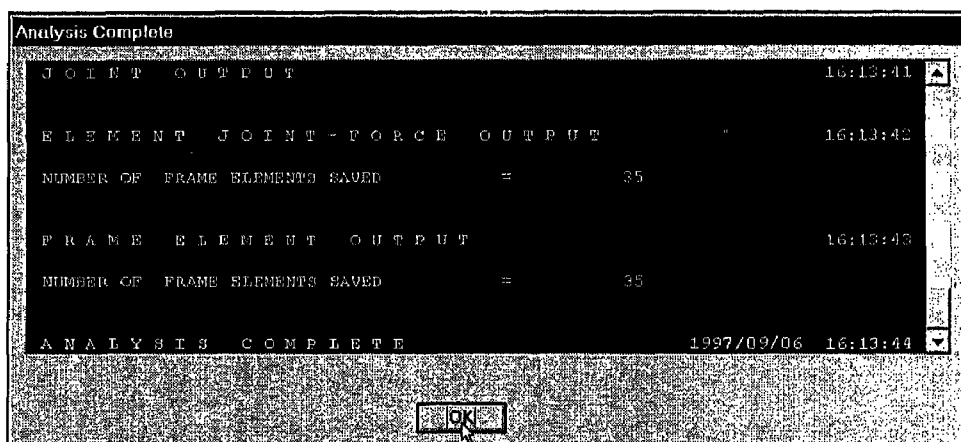 Analysis Complete
J O I N T   O U T P U T   16:13:41
E L E M E N T   J O I N T - F O R C E   O U T P U T   16:13:42
NUMBER OF FRAME ELEMENTS SAVED = 35
F R A M E   E L E M E N T   O U T P U T   16:13:43
NUMBER OF FRAME ELEMENTS SAVED = 35
A N A L Y S I S   C O M P L E T E   1997/09/06 16:13:44
OK